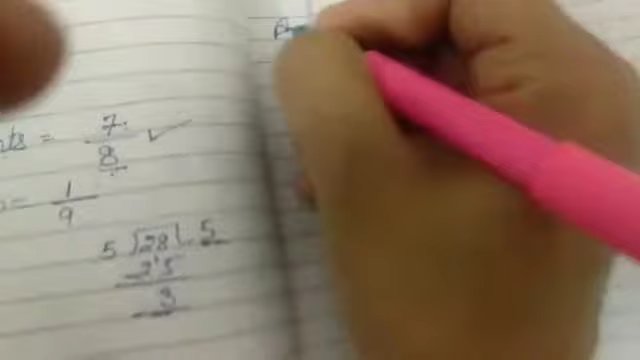 = 7/8 ✓
= 1/9
5 )28( 5
25
3